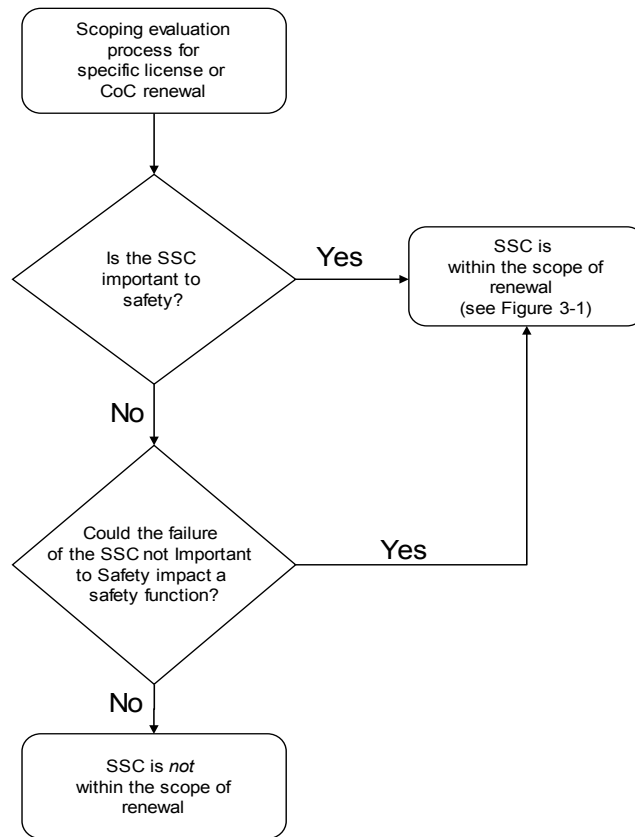 Scoping evaluation
process for
specific license or
CoC renewal
Is the SSC
important to
safety?
Yes
SSC is
within the scope of
renewal
(see Figure 3-1)
No
Could the failure
of the SSC not Important
to Safety impact a
safety function?
Yes
No
SSC is not
within the scope of
renewal